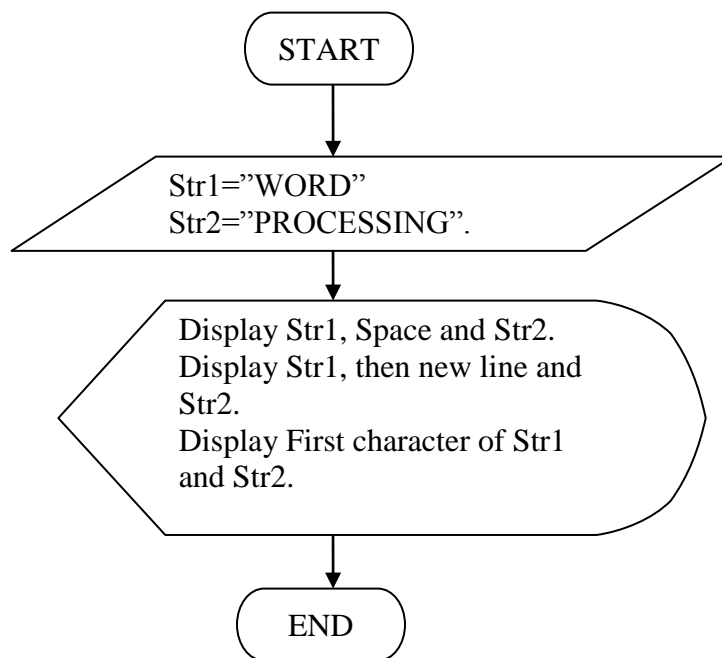 START
Str1=”WORD”
Str2=”PROCESSING”.
Display Str1, Space and Str2.
Display Str1, then new line and
Str2.
Display First character of Str1
and Str2.
END